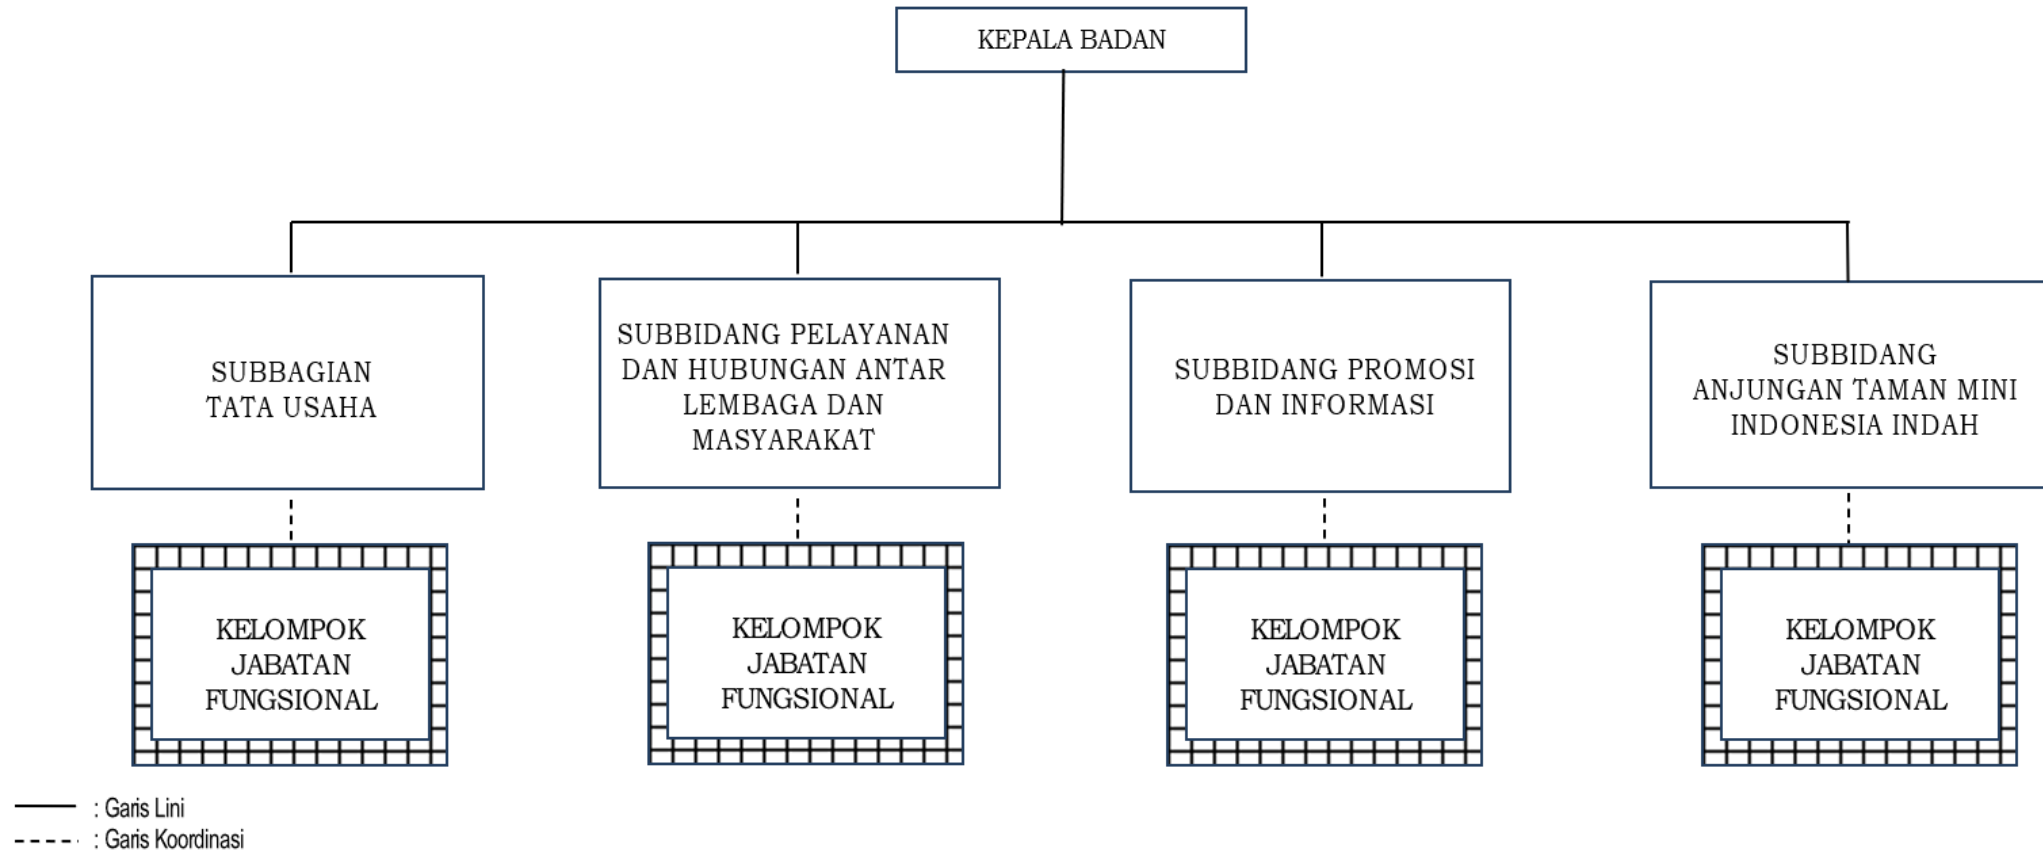 KEPALA BADAN
SUBBAGIAN
TATA USAHA
SUBBIDANG PELAYANAN
DAN HUBUNGAN ANTAR
LEMBAGA DAN
MASYARAKAT
SUBBIDANG PROMOSI
DAN INFORMASI
SUBBIDANG
ANJUNGAN TAMAN MINI
INDONESIA INDAH
KELOMPOK
JABATAN
FUNGSIONAL
KELOMPOK
JABATAN
FUNGSIONAL
KELOMPOK
JABATAN
FUNGSIONAL
KELOMPOK
JABATAN
FUNGSIONAL
: Garis Lini
: Garis Koordinasi